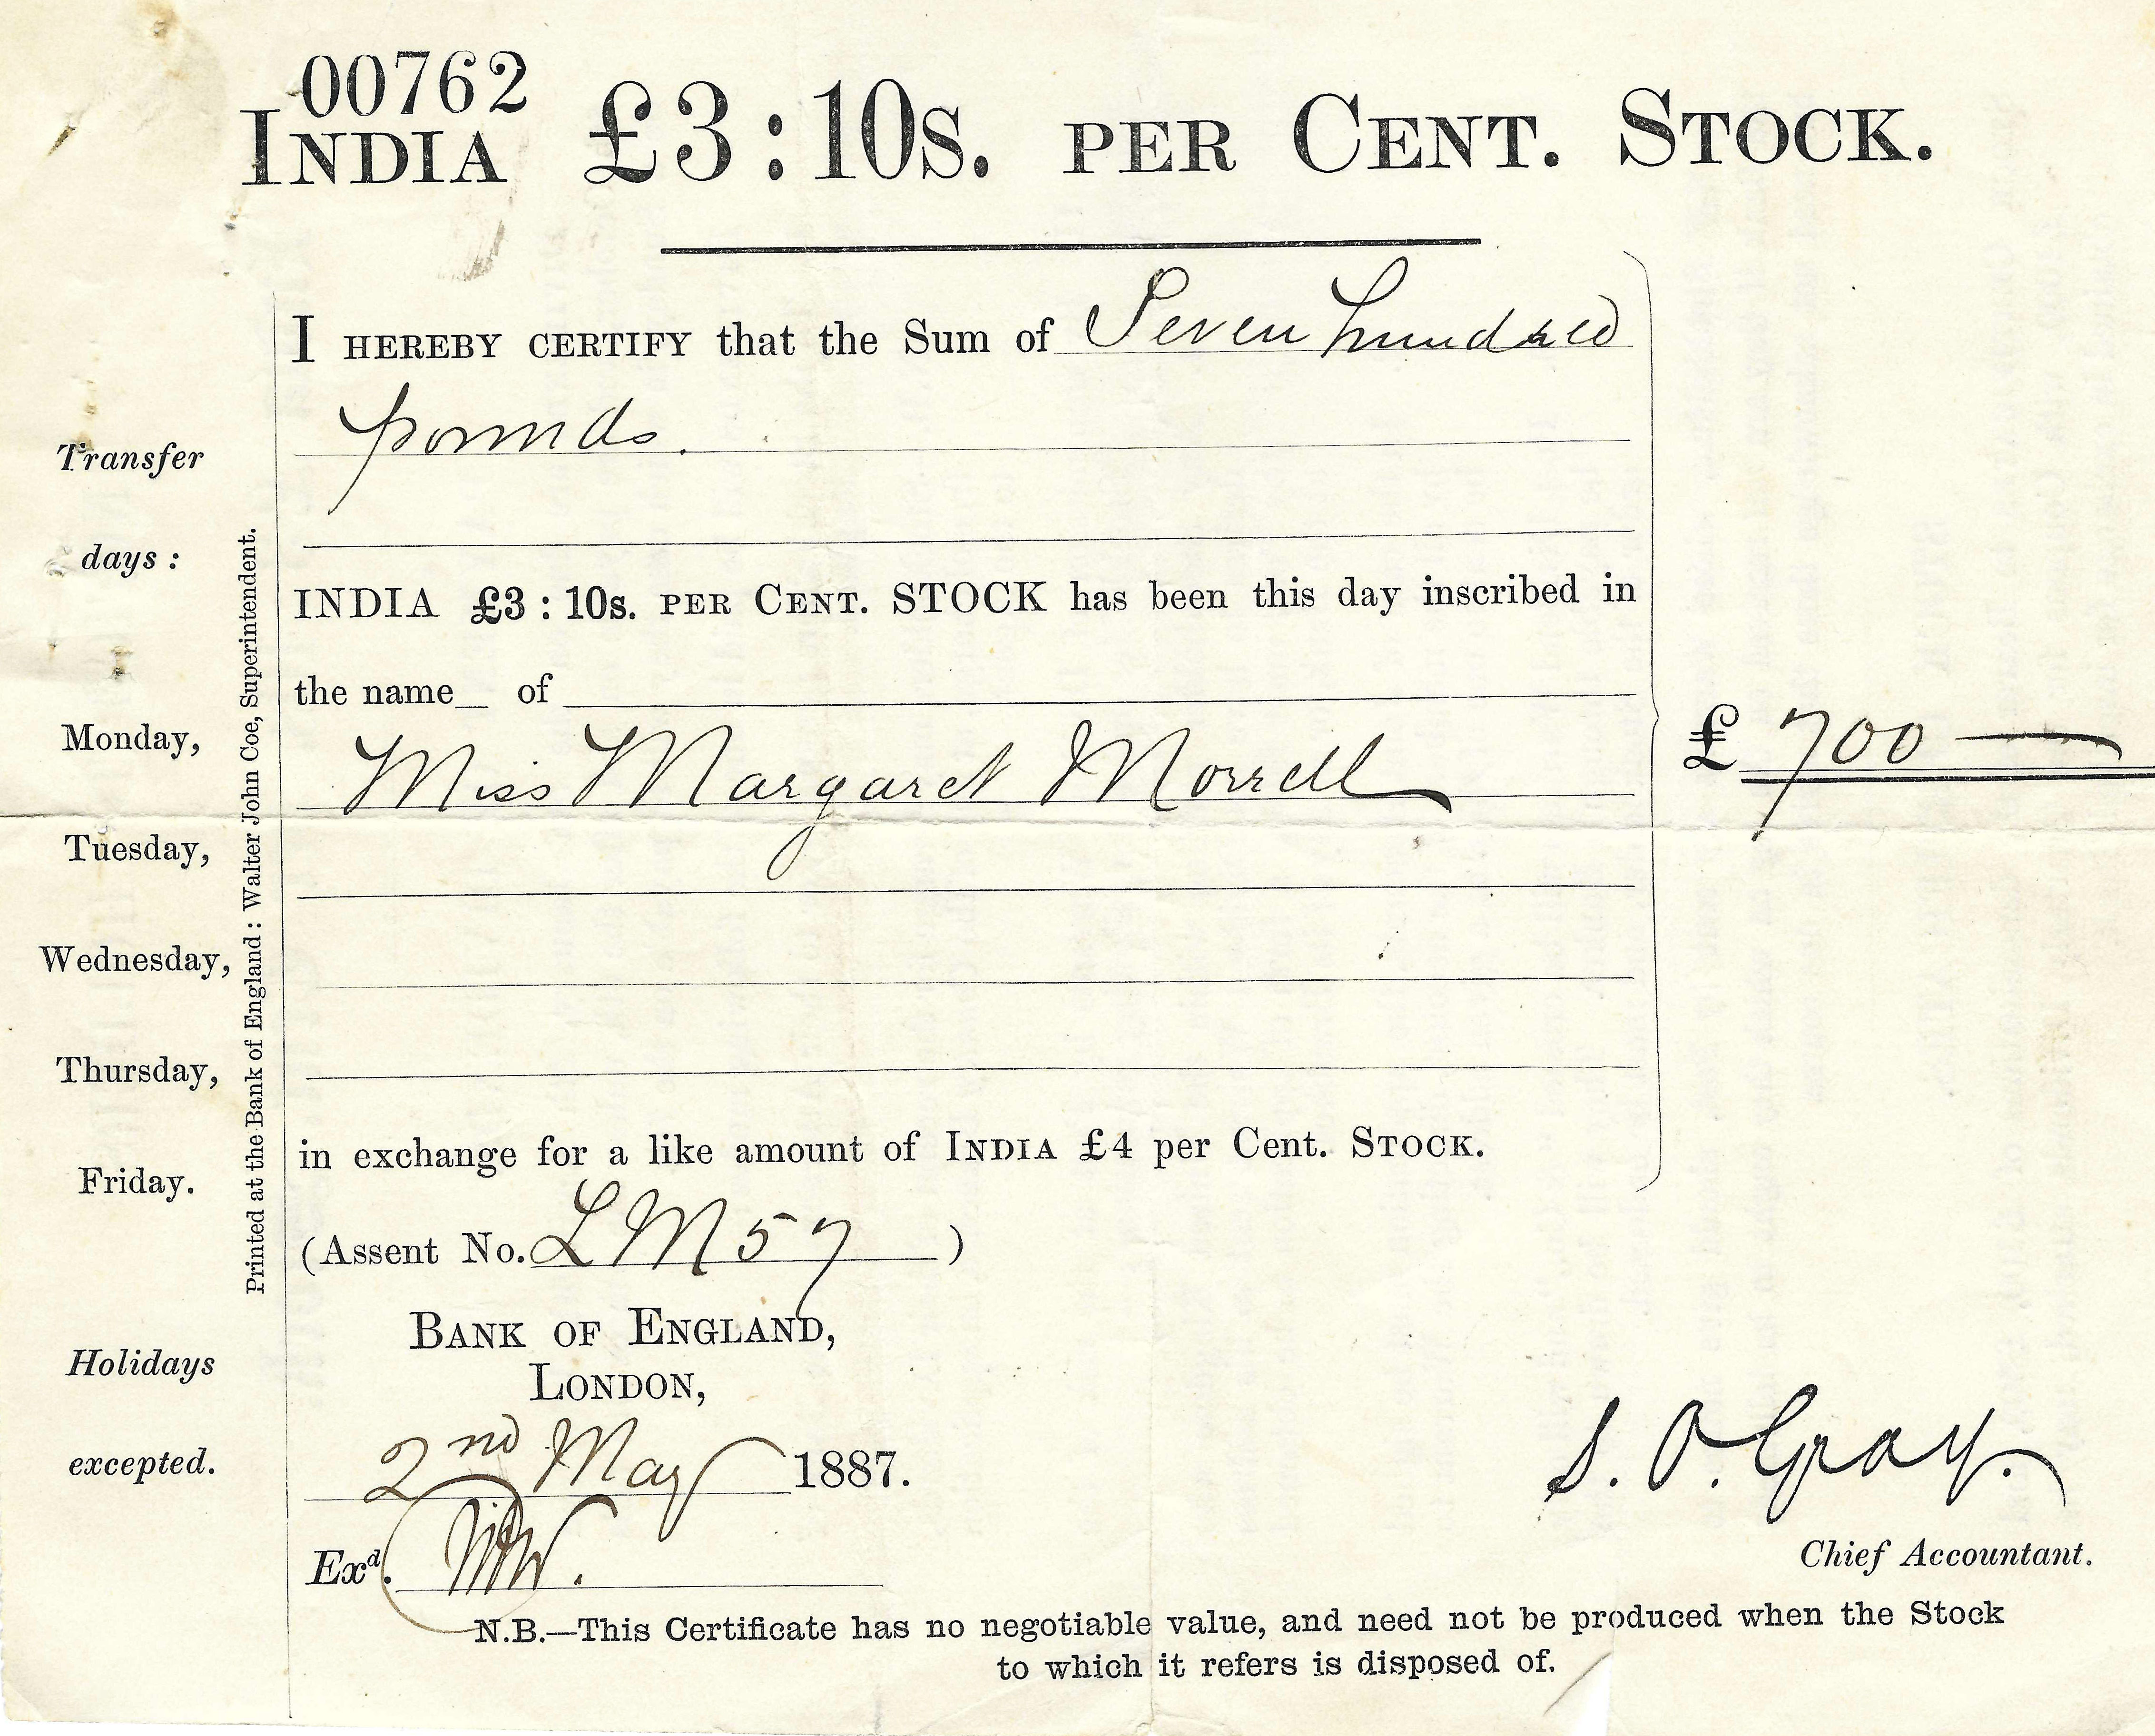 00762
INDIA £3:10s. PER CENT. STOCK.
I HEREBY CERTIFY that the Sum of Seven hundred
pounds.
INDIA £3:10s. PER CENT. STOCK has been this day inscribed in
the name_ of
Miss Margaret Morrell
£ 700 —
in exchange for a like amount of INDIA £4 per Cent. STOCK.
(Assent No. LM57)
BANK OF ENGLAND,
LONDON,
2nd May 1887.
Exd.
S. O. Gray.
Chief Accountant.
N.B.—This Certificate has no negotiable value, and need not be produced when the Stock
to which it refers is disposed of.
Transfer
days:
Monday,
Tuesday,
Wednesday,
Thursday,
Friday.
Holidays
excepted.
Printed at the Bank of England: Walter John Coe, Superintendent.